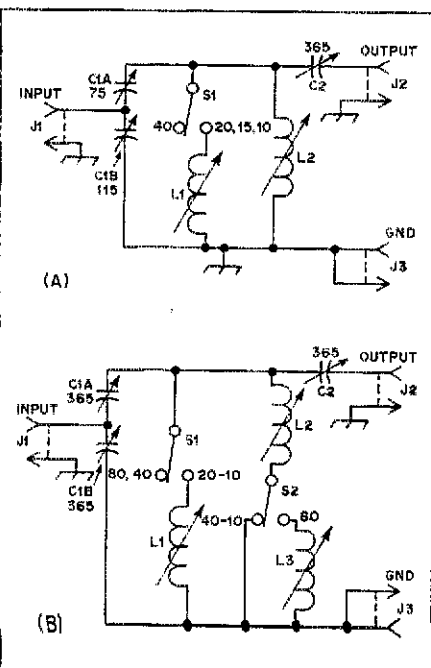 365
OUTPUT
C1A
75
C2
J2
INPUT
S1
J1
40
20,15,10
C1B
115
L1
L2
GND
J3
(A)
365
OUTPUT
C1A
365
C2
J2
INPUT
S1
L2
J1
C1B
365
80, 40
20-10
S2
40-10
80
L1
L3
GND
J3
(B)